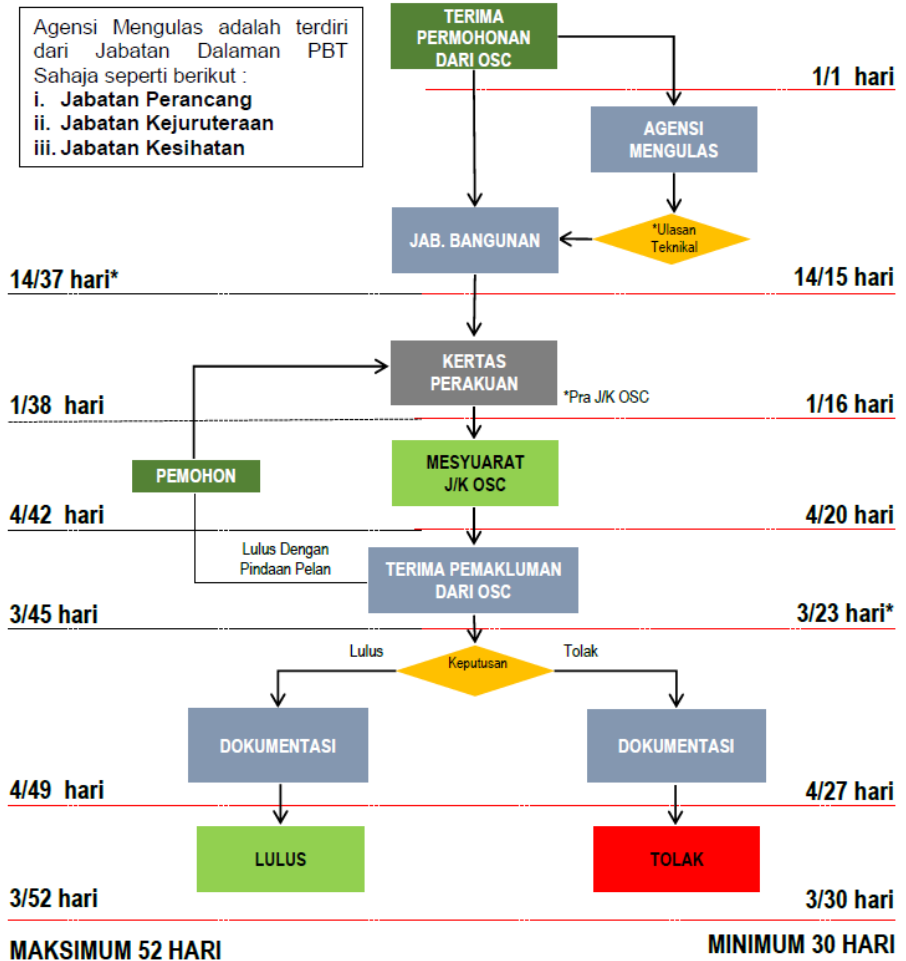 Agensi Mengulas adalah terdiri
dari Jabatan Dalaman PBT
Sahaja seperti berikut :
i. Jabatan Perancang
ii. Jabatan Kejuruteraan
iii. Jabatan Kesihatan
TERIMA
PERMOHONAN
DARI OSC
1/1 hari
AGENSI
MENGULAS
JAB. BANGUNAN
*Ulasan
Teknikal
14/37 hari*
14/15 hari
KERTAS
PERAKUAN
*Pra J/K OSC
1/38 hari
1/16 hari
PEMOHON
MESYUARAT
J/K OSC
4/42 hari
4/20 hari
Lulus Dengan
Pindaan Pelan
TERIMA PEMAKLUMAN
DARI OSC
3/45 hari
3/23 hari*
Lulus
Keputusan
Tolak
DOKUMENTASI
DOKUMENTASI
4/49 hari
4/27 hari
LULUS
TOLAK
3/52 hari
3/30 hari
MAKSIMUM 52 HARI
MINIMUM 30 HARI